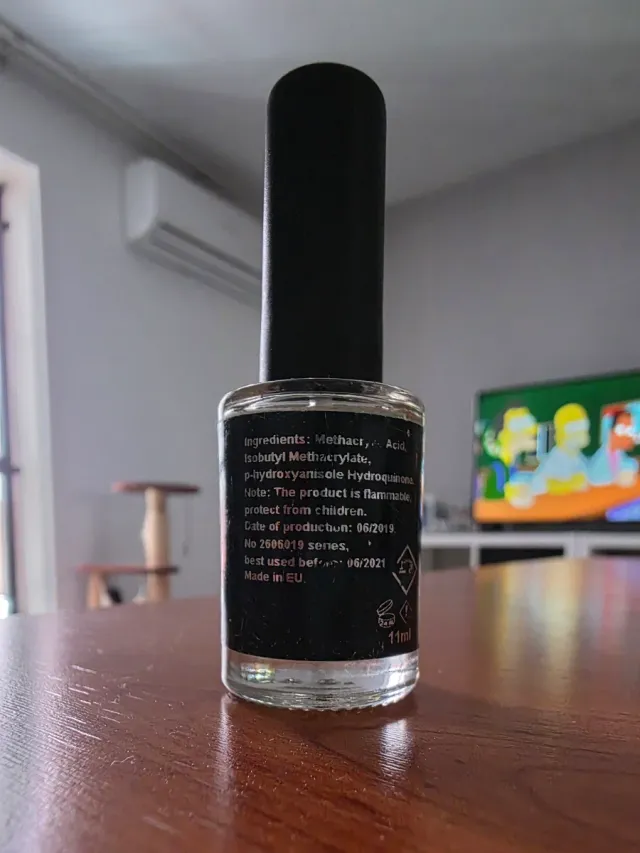 Ingredients: Acid,
Isobutyl Methacrylate,
p-hydroxyanisole Hydroquinone.
Note: The product is flammable,
protect from children.
Date of production: 06/2019.
No 2606019 series,
best used before: 06/2021
Made in EU.
11ml